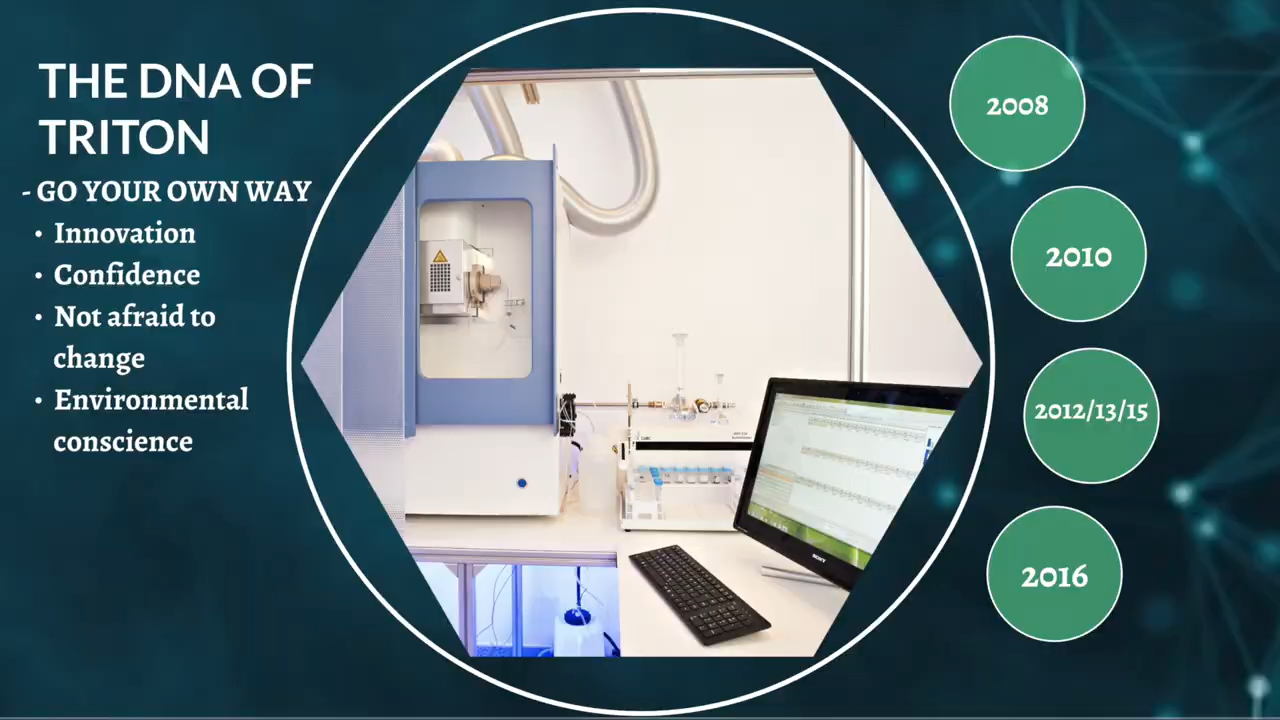 THE DNA OF
TRITON
- GO YOUR OWN WAY
• Innovation
• Confidence
• Not afraid to
change
• Environmental
conscience
2008
2010
2012/13/15
2016
SONY